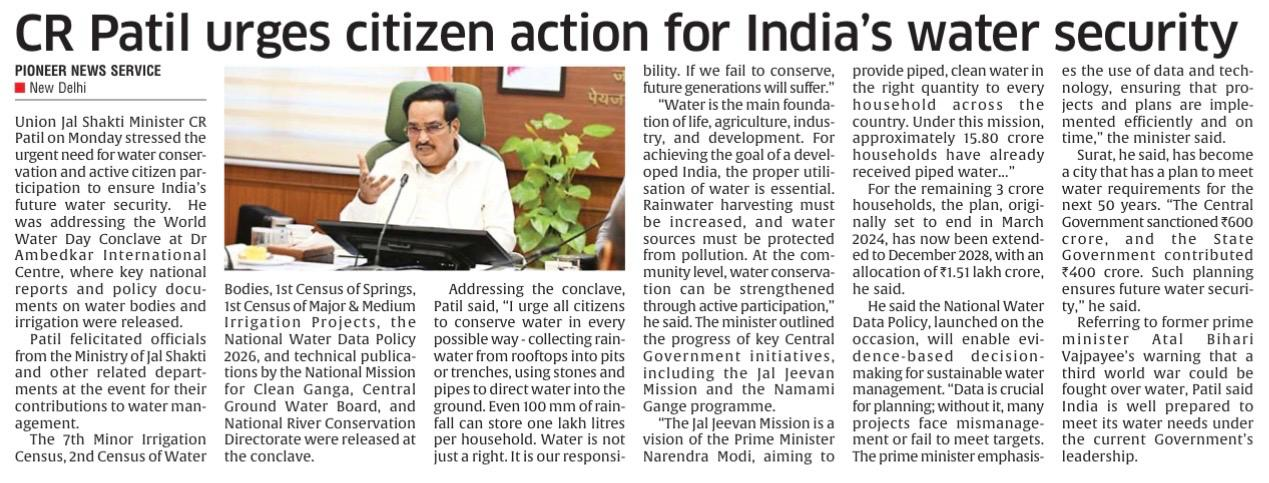 CR Patil urges citizen action for India's water security
PIONEER NEWS SERVICE
New Delhi
Union Jal Shakti Minister CR
Patil on Monday stressed the
urgent need for water conser-
vation and active citizen par-
ticipation to ensure India's
future water security. He
was addressing the World
Water Day Conclave at Dr
Ambedkar International
Centre, where key national
reports and policy docu-
ments on water bodies and
irrigation were released.
Patil felicitated officials
from the Ministry of Jal Shakti
and other related depart-
ments at the event for their
contributions to water man-
agement.
The 7th Minor Irrigation
Census, 2nd Census of Water
Bodies, 1st Census of Springs,
1st Census of Major & Medium
Irrigation Projects, the
National Water Data Policy
2026, and technical publica-
tions by the National Mission
for Clean Ganga, Central
Ground Water Board, and
National River Conservation
Directorate were released at
the conclave.
Addressing the conclave,
Patil said, "I urge all citizens
to conserve water in every
possible way - collecting rain-
water from rooftops into pits
or trenches, using stones and
pipes to direct water into the
ground. Even 100 mm of rain-
fall can store one lakh litres
per household. Water is not
just a right. It is our responsi-
bility. If we fail to conserve,
future generations will suffer."
"Water is the main founda-
tion of life, agriculture, indus-
try, and development. For
achieving the goal of a devel-
oped India, the proper utili-
sation of water is essential.
Rainwater harvesting must
be increased, and water
sources must be protected
from pollution. At the com-
munity level, water conserva-
tion can be strengthened
through active participation,"
he said. The minister outlined
the progress of key Central
Government initiatives,
including the Jal Jeevan
Mission and the Namami
Gange programme.
"The Jal Jeevan Mission is a
vision of the Prime Minister
Narendra Modi, aiming to
provide piped, clean water in
the right quantity to every
household across the
country. Under this mission,
approximately 15.80 crore
households have already
received piped water..."
For the remaining 3 crore
households, the plan, origi-
nally set to end in March
2024, has now been extend-
ed to December 2028, with an
allocation of ₹1.51 lakh crore,
he said.
He said the National Water
Data Policy, launched on the
occasion, will enable evi-
dence-based decision-
making for sustainable water
management. "Data is crucial
for planning; without it, many
projects face mismanage-
ment or fail to meet targets.
The prime minister emphasis-
es the use of data and tech-
nology, ensuring that pro-
jects and plans are imple-
mented efficiently and on
time," the minister said.
Surat, he said, has become
a city that has a plan to meet
water requirements for the
next 50 years. "The Central
Government sanctioned ₹600
crore, and the State
Government contributed
₹400 crore. Such planning
ensures future water securi-
ty," he said.
Referring to former prime
minister Atal Bihari
Vajpayee's warning that a
third world war could be
fought over water, Patil said
India is well prepared to
meet its water needs under
the current Government's
leadership.